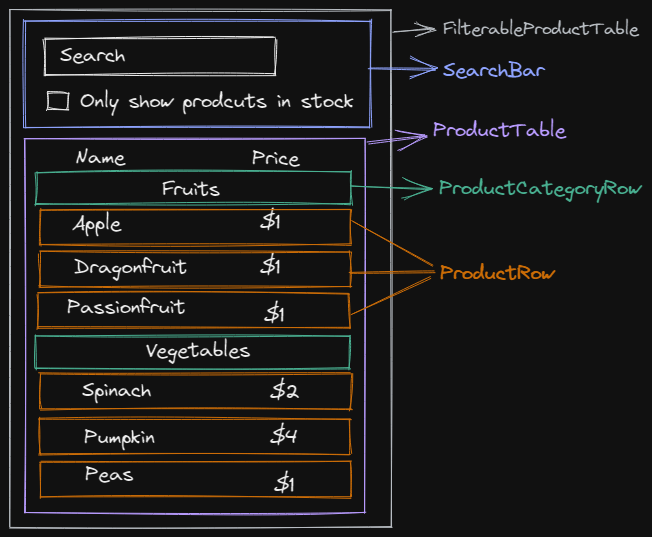 FilterableProductTable
Search
SearchBar
Only show prodcuts in stock
ProductTable
Name Price
Fruits
ProductCategoryRow
Apple $1
Dragonfruit $1
ProductRow
Passionfruit $1
Vegetables
Spinach $2
Pumpkin $4
Peas $1